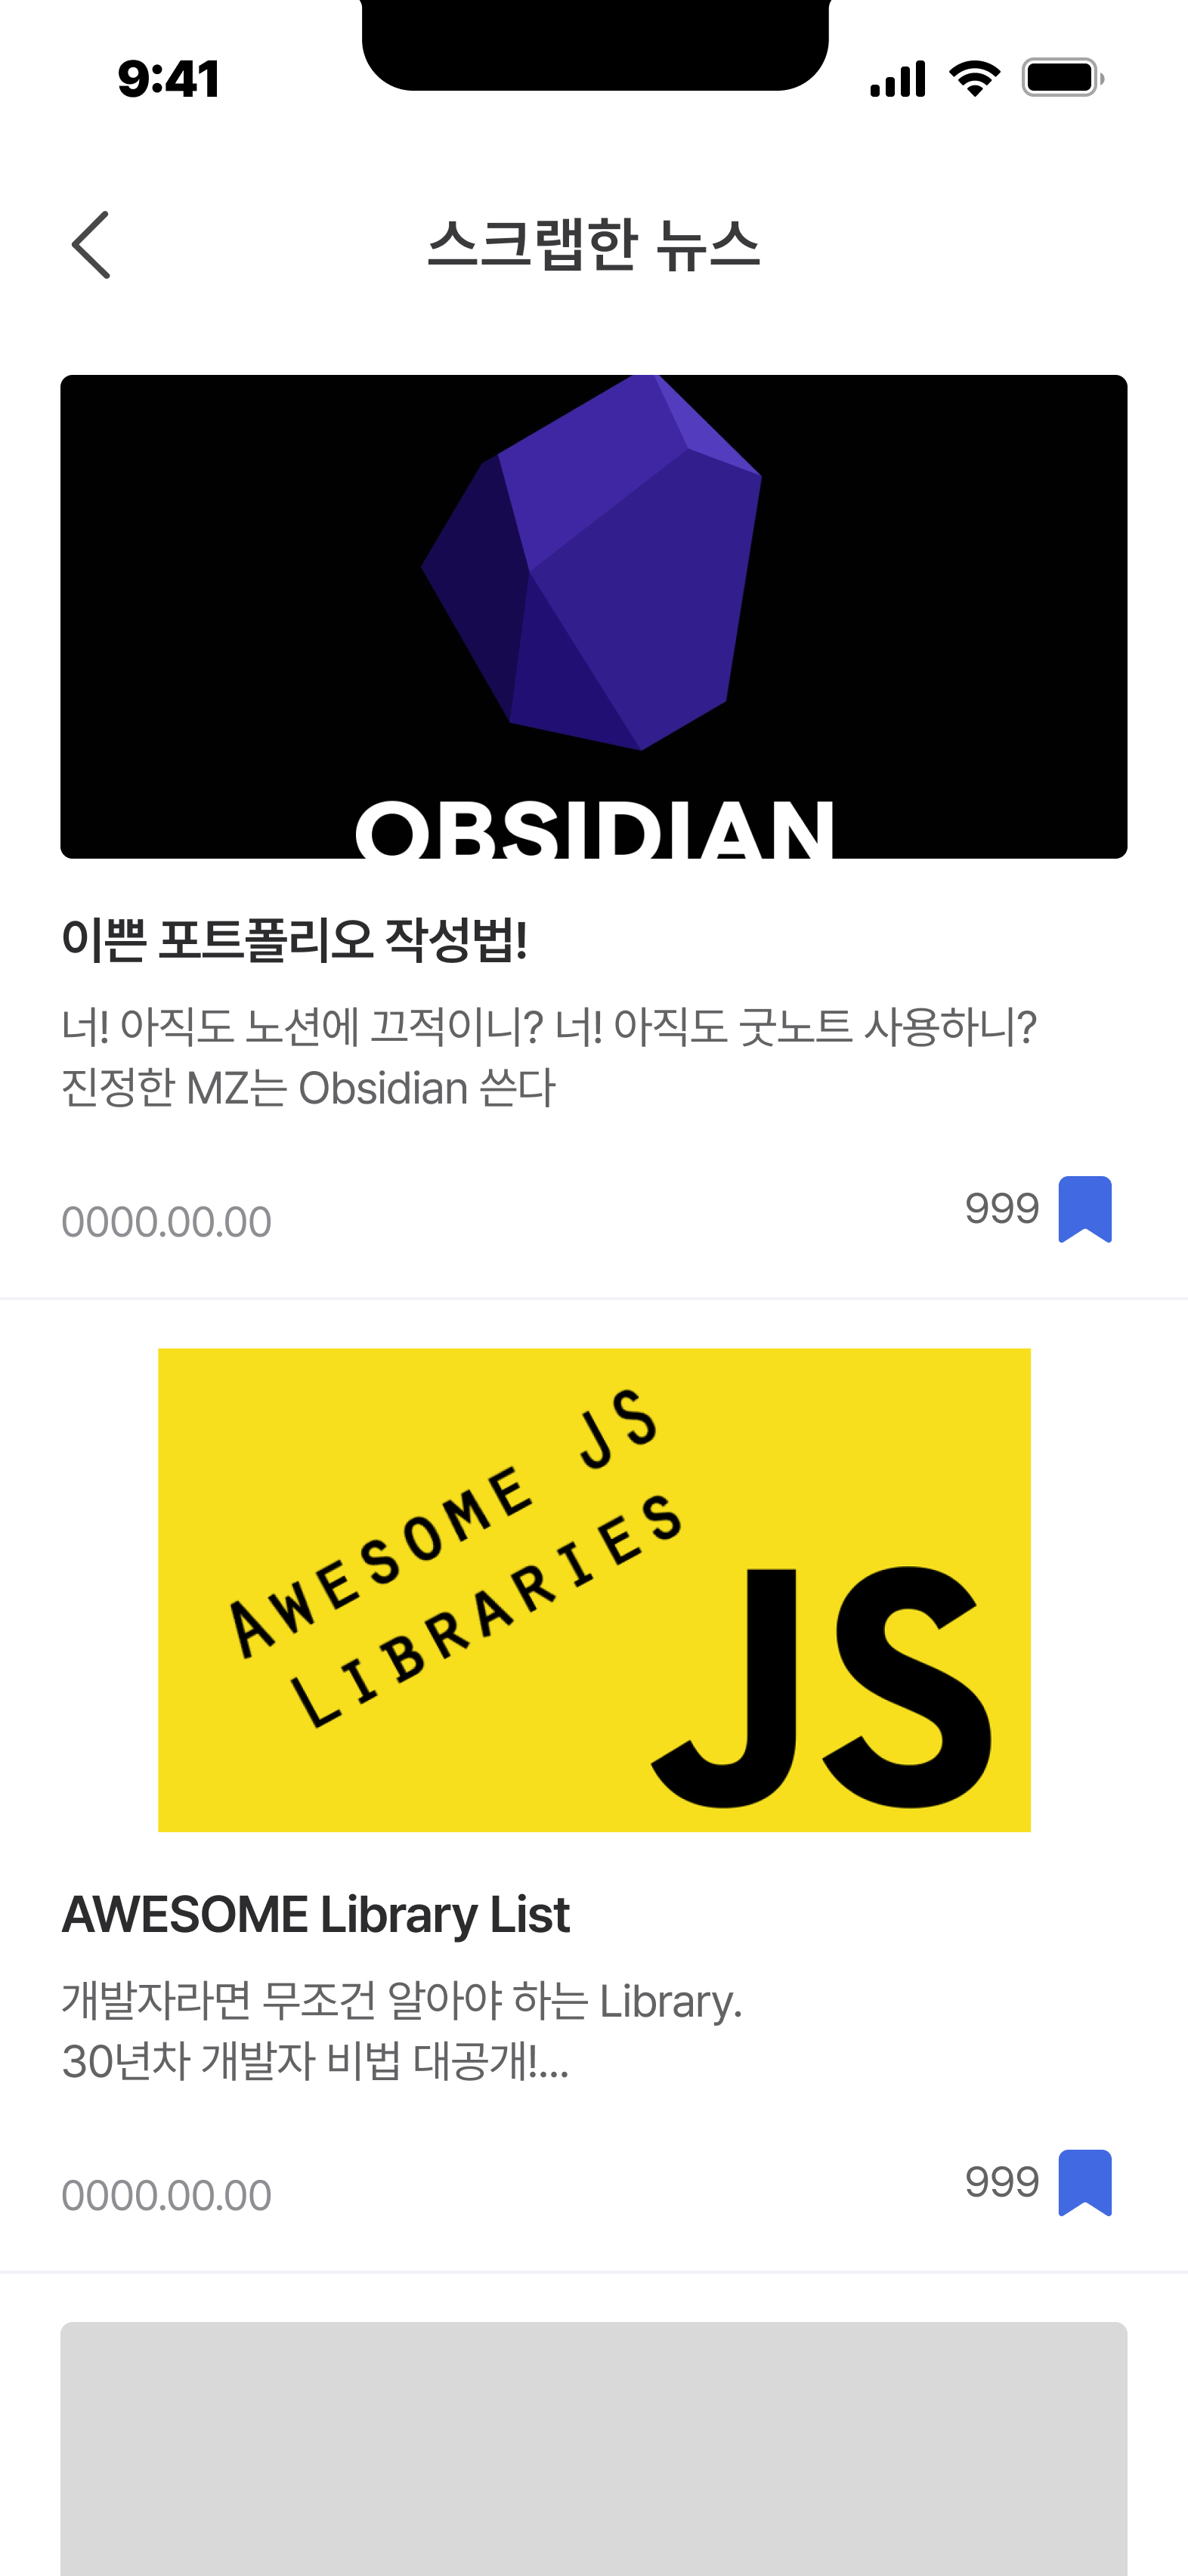 9:41
스크랩한 뉴스
OBSIDIAN
이쁜 포트폴리오 작성법!
너! 아직도 노션에 끄적이니? 너! 아직도 굿노트 사용하니?
진정한 MZ는 Obsidian 쓴다
0000.00.00
999
AWESOME JS
LIBRARIES
JS
AWESOME Library List
개발자라면 무조건 알아야 하는 Library.
30년차 개발자 비법 대공개!...
0000.00.00
999